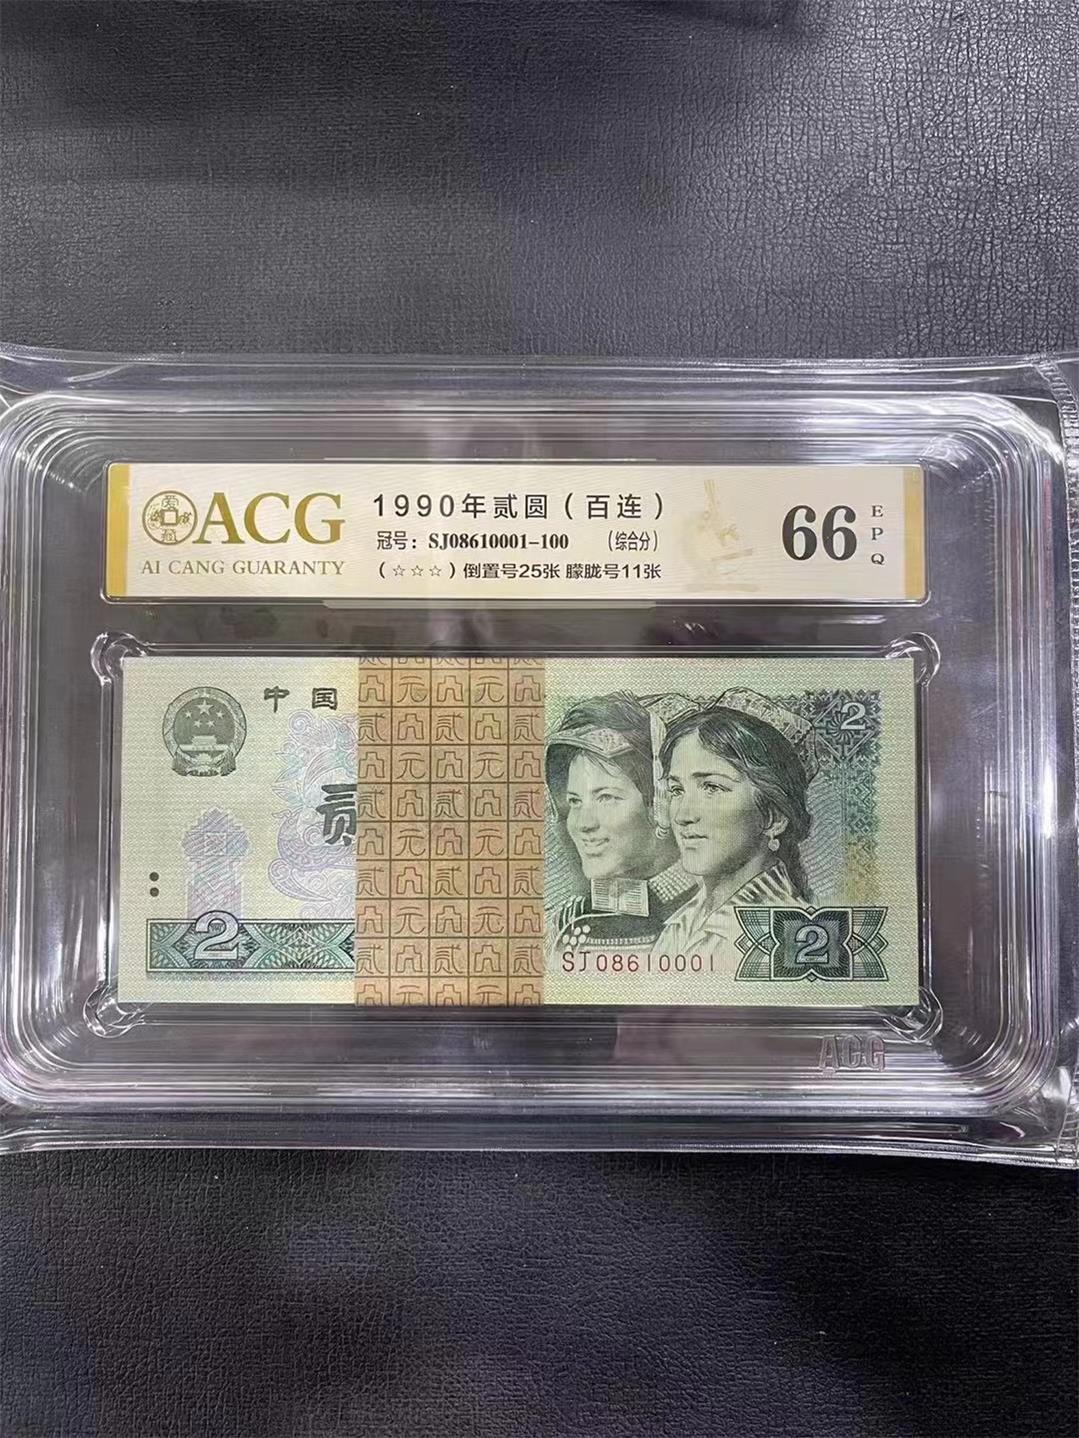 ACG
AI CANG GUARANTY
1990年贰圆（百连）
冠号：SJ08610001-100 （综合分）
（☆☆☆）倒置号25张 朦胧号11张
66
EPQ
中国
贰
2
2
2
SJ08610001
ACG